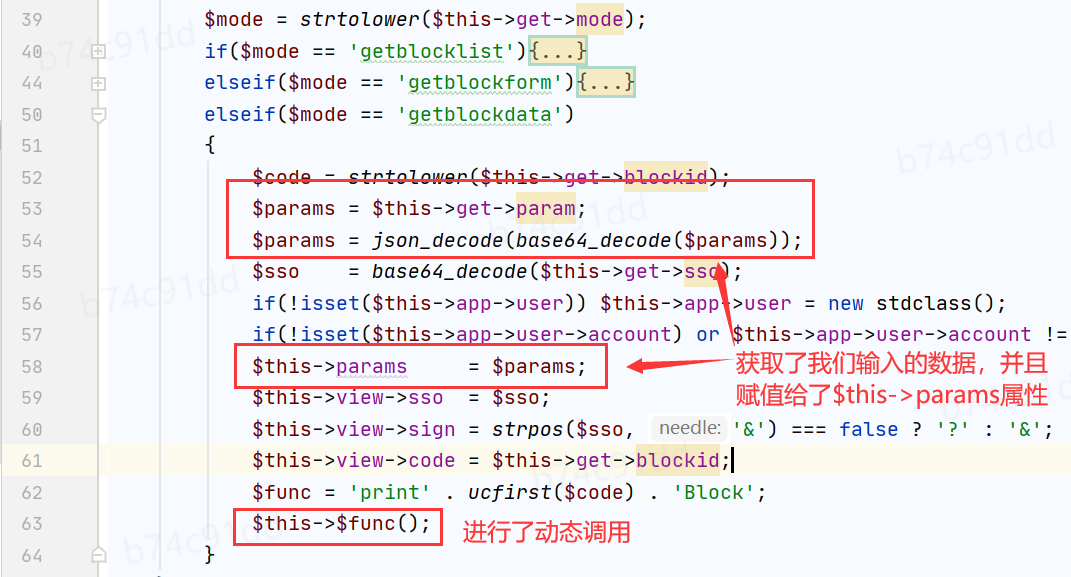 39 $mode = strtolower($this->get->mode);
40 if($mode == 'getblocklist'){...}
44 elseif($mode == 'getblockform'){...}
50 elseif($mode == 'getblockdata')
51 {
52 $code = strtolower($this->get->blockid);
53 $params = $this->get->param;
54 $params = json_decode(base64_decode($params));
55 $sso = base64_decode($this->get->sso);
56 if(!isset($this->app->user)) $this->app->user = new stdclass();
57 if(!isset($this->app->user->account) or $this->app->user->account !=
58 $this->params = $params;
获取了我们输入的数据，并且
赋值给了$this->params属性
59 $this->view->sso = $sso;
60 $this->view->sign = strpos($sso, needle: '&') === false ? '?' : '&';
61 $this->view->code = $this->get->blockid;
62 $func = 'print' . ucfirst($code) . 'Block';
63 $this->$func();
进行了动态调用
64 }
b74c91dd
b74c91dd
b74c91dd
b74c91dd